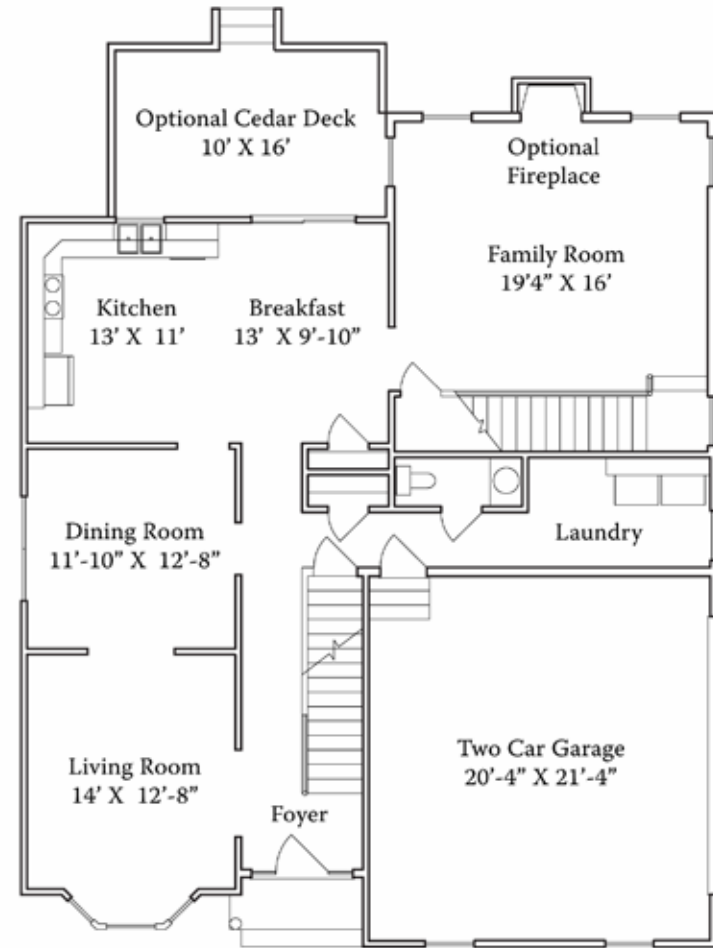 Optional Cedar Deck
10' X 16'
Optional
Fireplace
Family Room
19'4” X 16'
Kitchen
13' X 11'
Breakfast
13' X 9'-10”
Dining Room
11'-10” X 12'-8”
Laundry
Living Room
14' X 12'-8”
Two Car Garage
20'-4” X 21'-4”
Foyer